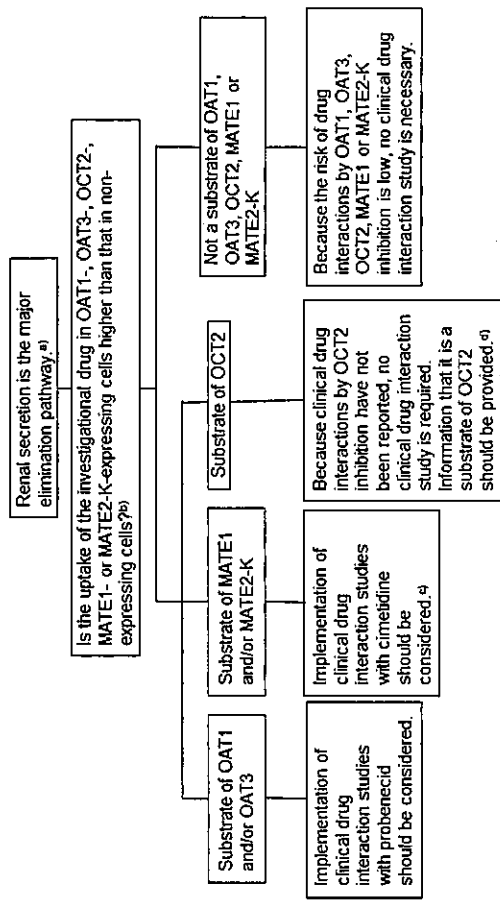 Renal secretion is the major
elimination pathway.a)
Is the uptake of the investigational drug in OAT1-, OAT3-, OCT2-,
MATE1- or MATE2-K-expressing cells higher than that in non-
expressing cells?b)
Substrate of OAT1
and/or OAT3
Substrate of MATE1
and/or MATE2-K
Substrate of OCT2
Not a substrate of OAT1,
OAT3, OCT2, MATE1 or
MATE2-K
Implementation of
clinical drug
interaction studies
with probenecid
should be considered.
Implementation of
clinical drug
interaction studies
with cimetidine
should be
considered.c)
Because clinical drug
interactions by OCT2
inhibition have not
been reported, no
clinical drug interaction
study is required.
Information that it is a
substrate of OCT2
should be provided.d)
Because the risk of drug
interactions by OAT1, OAT3,
OCT2, MATE1 or MATE2-K
inhibition is low, no clinical drug
interaction study is necessary.